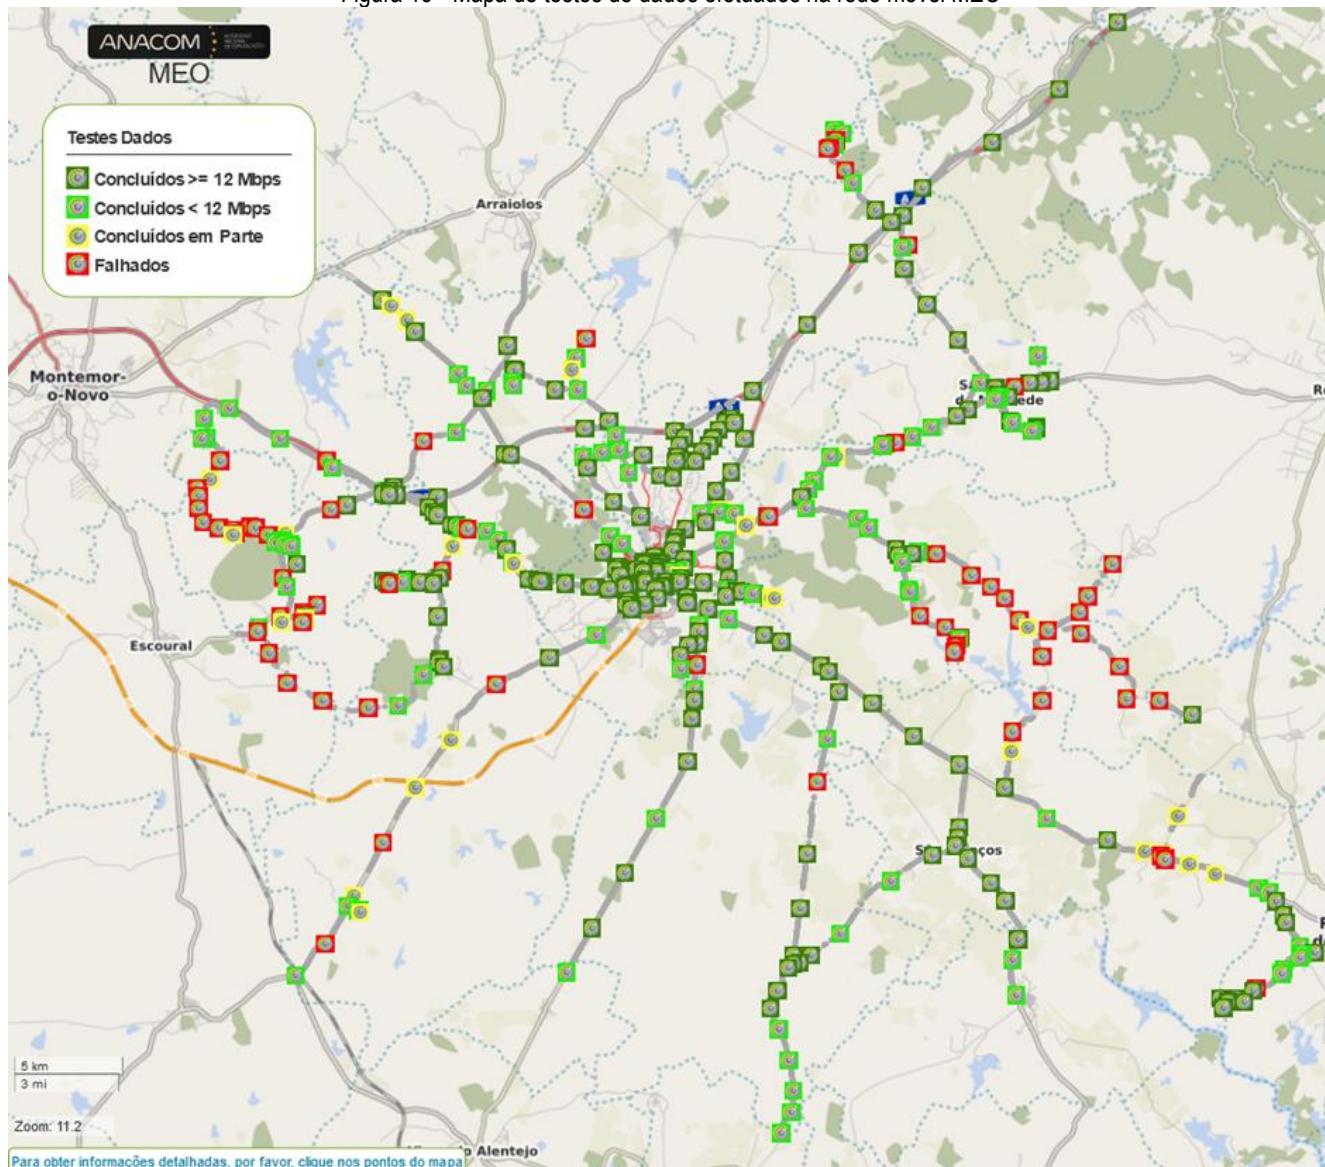 ANACOM
MEO
Testes Dados
Concluídos >= 12 Mbps
Concluídos < 12 Mbps
Concluídos em Parte
Falhados
Arraiolos
Montemor-
o-Novo
Escoural
5 km
3 mi
Zoom: 11.2
Alentejo
Para obter informações detalhadas, por favor, clique nos pontos do mapa